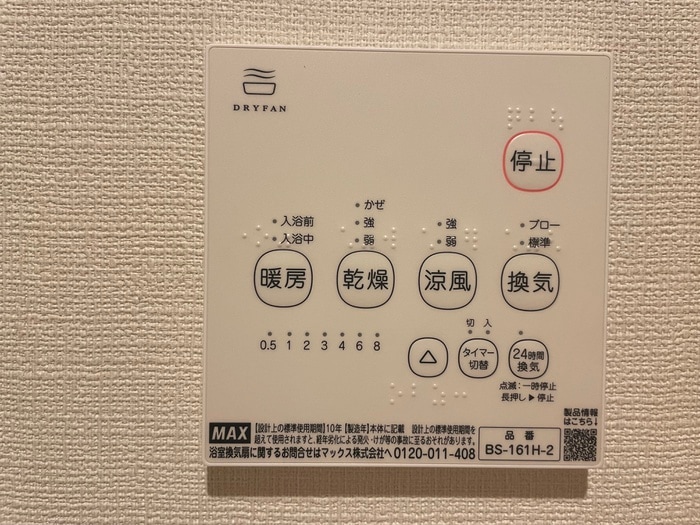 DRYFAN
停止
かぜ
入浴前
強
強
ブロー
入浴中
弱
弱
標準
暖房
乾燥
涼風
換気
切 入
0.5 1 2 3 4 6 8
△
タイマー
切替
24時間
換気
点滅:一時停止
長押し▶停止
製品情報
はこちら↓
MAX
【設計上の標準使用期間】10年【製造年】本体に記載 設計上の標準使用期間を
超えて使用されますと、経年劣化による発火・けが等の事故に至るおそれがあります。
浴室換気扇に関するお問合せはマックス株式会社へ 0120-011-408
品番
BS-161H-2